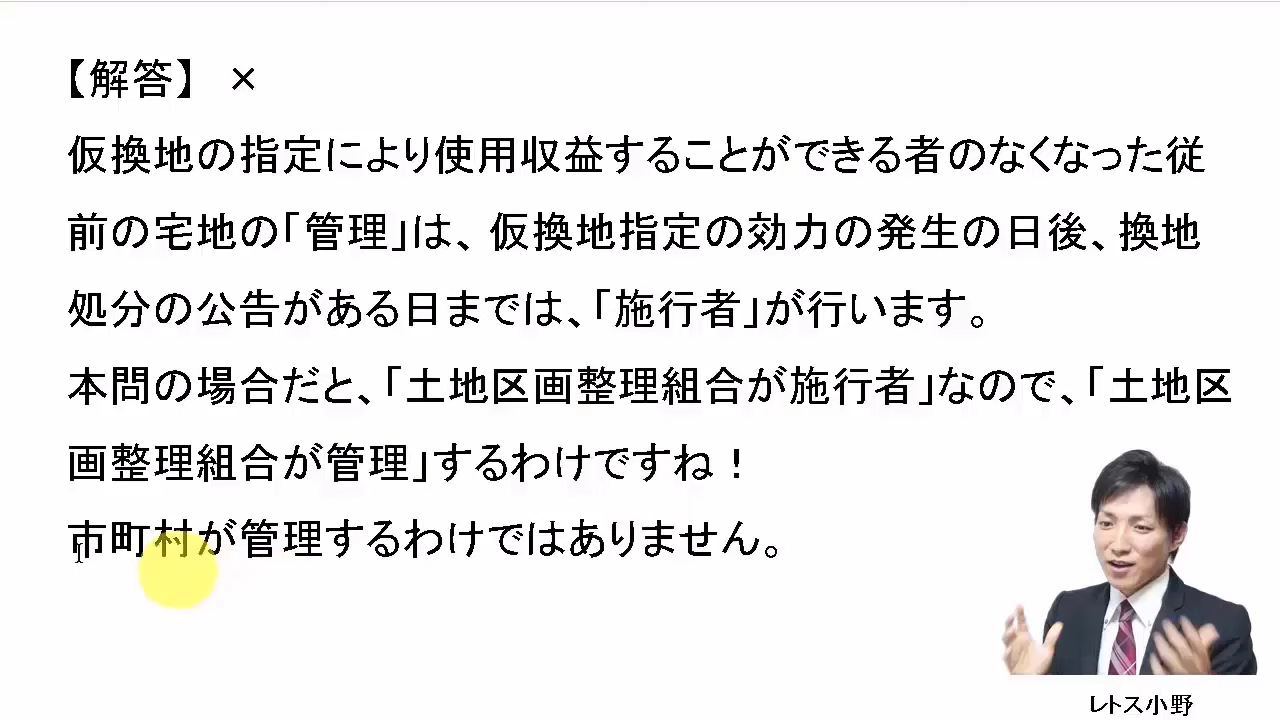 【解答】 ×
仮換地の指定により使用収益することができる者のなくなった従
前の宅地の「管理」は、仮換地指定の効力の発生の日後、換地
処分の公告がある日までは、「施行者」が行います。
本問の場合だと、「土地区画整理組合が施行者」なので、「土地区
画整理組合が管理」するわけですね！
市町村が管理するわけではありません。
レトス小野